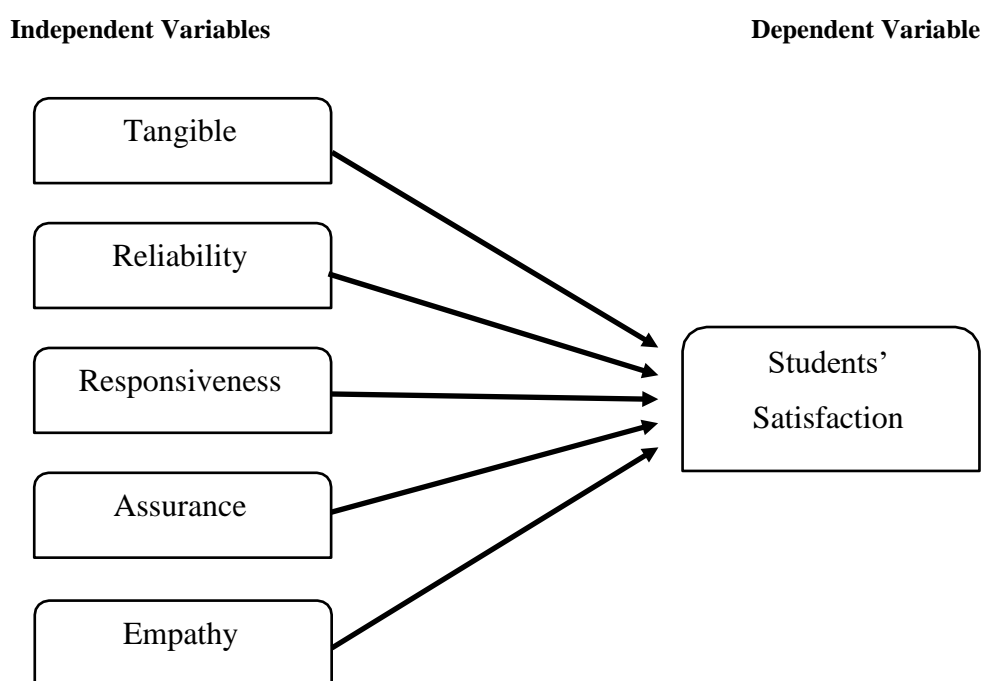 Independent Variables
Dependent Variable
Tangible
Reliability
Responsiveness
Assurance
Empathy
Students’
Satisfaction